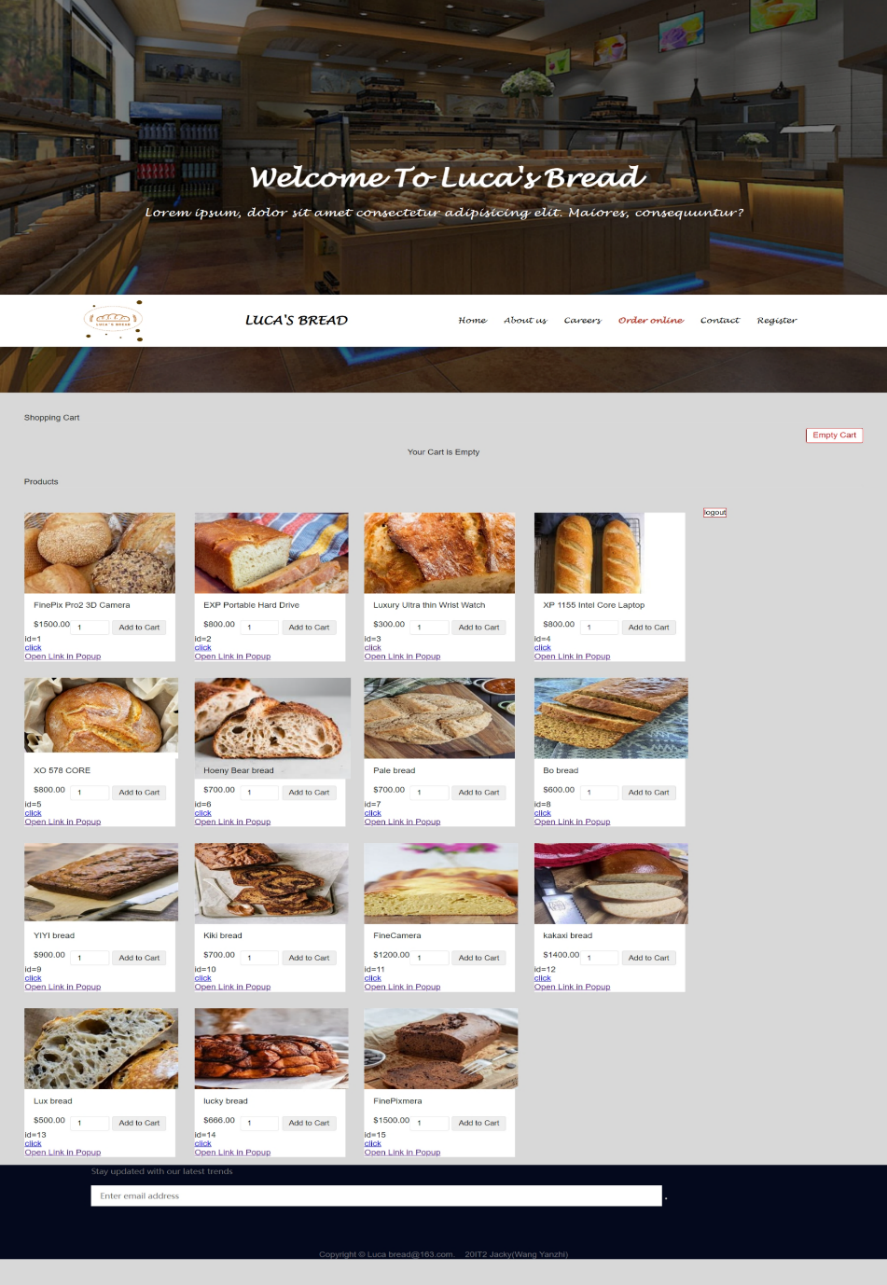 Welcome To Luca's Bread
Lorem ipsum, dolor sit amet consectetur adipisicing elit. Maiores, consequuntur?
LUCA'S BREAD
LUCA'S BREAD
Home About us Careers Order online Contact Register
Shopping Cart
Empty Cart
Your Cart is Empty
Products
logout
FinePix Pro2 3D Camera
$1500.00 1 Add to Cart
id=1
click
Open Link in Popup
EXP Portable Hard Drive
$800.00 1 Add to Cart
id=2
click
Open Link in Popup
Luxury Ultra thin Wrist Watch
$300.00 1 Add to Cart
id=3
click
Open Link in Popup
XP 1155 Intel Core Laptop
$800.00 1 Add to Cart
id=4
click
Open Link in Popup
XO 578 CORE
$800.00 1 Add to Cart
id=5
click
Open Link in Popup
Hoeny Bear bread
$700.00 1 Add to Cart
id=6
click
Open Link in Popup
Pale bread
$700.00 1 Add to Cart
id=7
click
Open Link in Popup
Bo bread
$600.00 1 Add to Cart
id=8
click
Open Link in Popup
YIYI bread
$900.00 1 Add to Cart
id=9
click
Open Link in Popup
Kiki bread
$700.00 1 Add to Cart
id=10
click
Open Link in Popup
FineCamera
$1200.00 1 Add to Cart
id=11
click
Open Link in Popup
kakaxi bread
$1400.00 1 Add to Cart
id=12
click
Open Link in Popup
Lux bread
$500.00 1 Add to Cart
id=13
click
Open Link in Popup
lucky bread
$666.00 1 Add to Cart
id=14
click
Open Link in Popup
FinePixmera
$1500.00 1 Add to Cart
id=15
click
Open Link in Popup
Stay updated with our latest trends
Enter email address
Copyright © Luca bread@163.com. 20IT2 Jacky(Wang Yanzhi)